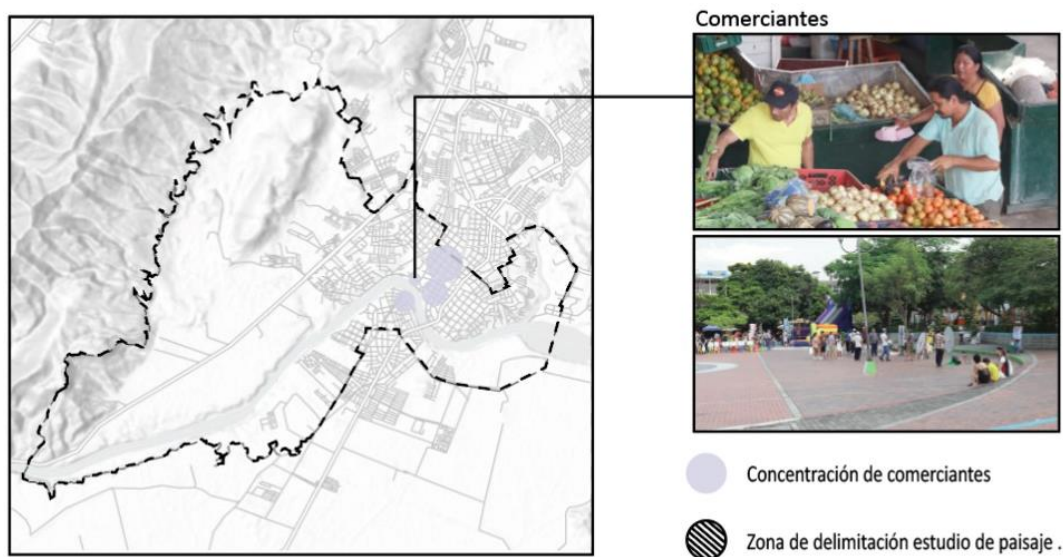 Comerciantes
Concentración de comerciantes
Zona de delimitación estudio de paisaje .